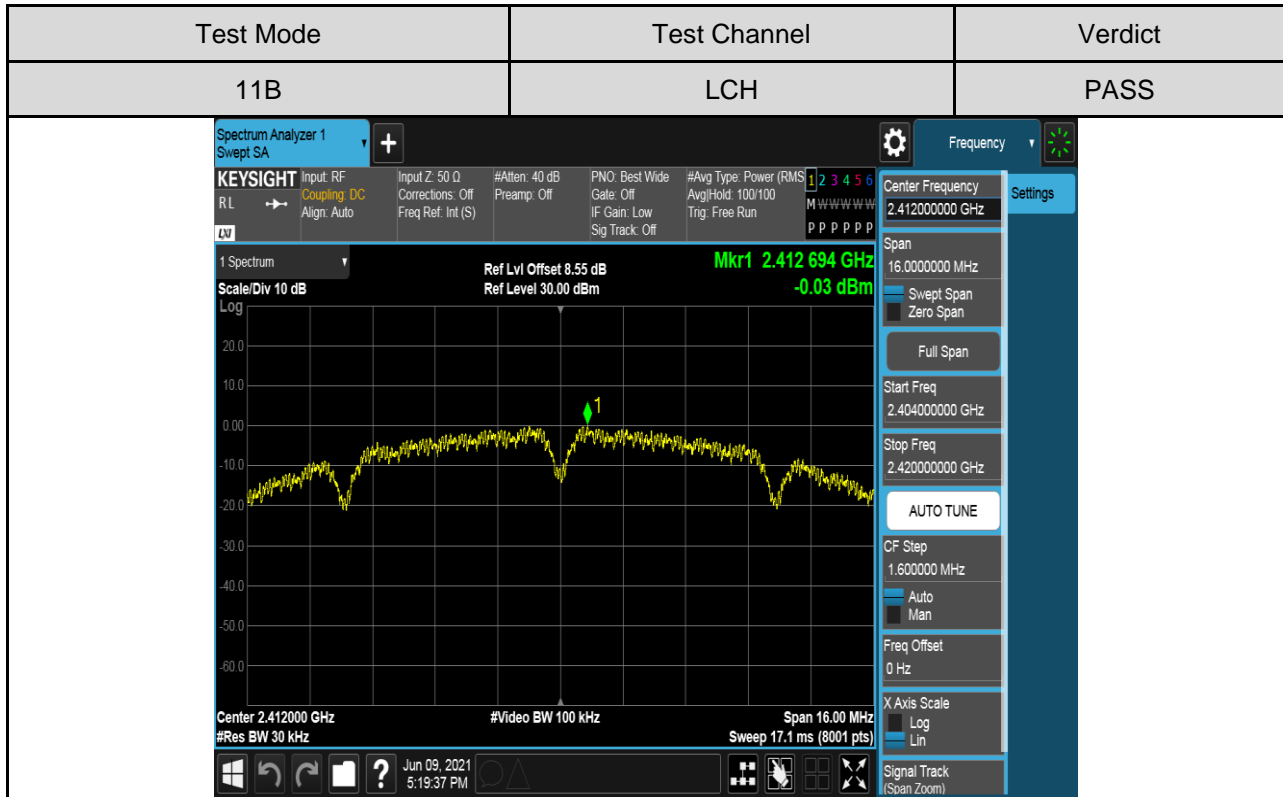 Test Mode Test Channel Verdict
11B LCH PASS
Spectrum Analyzer 1
Swept SA
Frequency
KEYSIGHT Input: RF Input Z: 50 Ω #Atten: 40 dB PNO: Best Wide #Avg Type: Power (RMS 1 2 3 4 5 6
RL Coupling: DC Corrections: Off Preamp: Off Gate: Off Avg|Hold: 100/100
Align: Auto Freq Ref: Int (S) IF Gain: Low Trig: Free Run M W W W W W
LXI Sig Track: Off P P P P P P
Center Frequency
2.412000000 GHz
Settings
1 Spectrum
Ref Lvl Offset 8.55 dB
Mkr1 2.412 694 GHz
Scale/Div 10 dB Ref Level 30.00 dBm -0.03 dBm
Log
20.0
10.0
0.00
-10.0
-20.0
-30.0
-40.0
-50.0
-60.0
1
Center 2.412000 GHz #Video BW 100 kHz Span 16.00 MHz
#Res BW 30 kHz Sweep 17.1 ms (8001 pts)
Span
16.0000000 MHz
Swept Span
Zero Span
Full Span
Start Freq
2.404000000 GHz
Stop Freq
2.420000000 GHz
AUTO TUNE
CF Step
1.600000 MHz
Auto
Man
Freq Offset
0 Hz
X Axis Scale
Log
Lin
Signal Track
(Span Zoom)
? Jun 09, 2021
5:19:37 PM